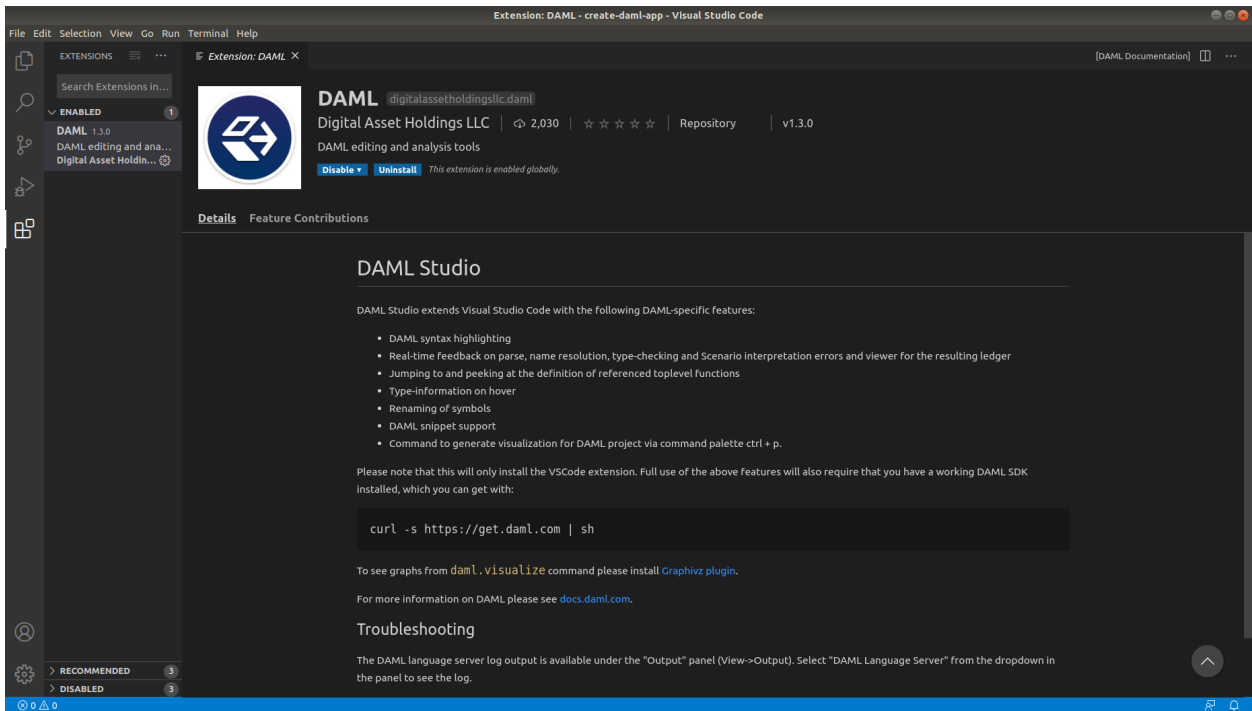 Extension: DAML - create-daml-app - Visual Studio Code
File Edit Selection View Go Run Terminal Help
EXTENSIONS
Extension: DAML
[DAML Documentation]
Search Extensions in...
ENABLED 1
DAML 1.3.0
DAML editing and ana...
Digital Asset Holdin...
DAML digitalassetholdingsllc.daml
Digital Asset Holdings LLC | 2,030 | Repository | v1.3.0
DAML editing and analysis tools
Disable Uninstall This extension is enabled globally.
Details Feature Contributions
DAML Studio
DAML Studio extends Visual Studio Code with the following DAML-specific features:
• DAML syntax highlighting
• Real-time feedback on parse, name resolution, type-checking and Scenario interpretation errors and viewer for the resulting ledger
• Jumping to and peeking at the definition of referenced toplevel functions
• Type-information on hover
• Renaming of symbols
• DAML snippet support
• Command to generate visualization for DAML project via command palette ctrl + p.
Please note that this will only install the VSCode extension. Full use of the above features will also require that you have a working DAML SDK
installed, which you can get with:
curl -s https://get.daml.com | sh
To see graphs from daml.visualize command please install Graphivz plugin.
For more information on DAML please see docs.daml.com.
Troubleshooting
The DAML language server log output is available under the "Output" panel (View->Output). Select "DAML Language Server" from the dropdown in
the panel to see the log.
RECOMMENDED 3
DISABLED 3
0 0